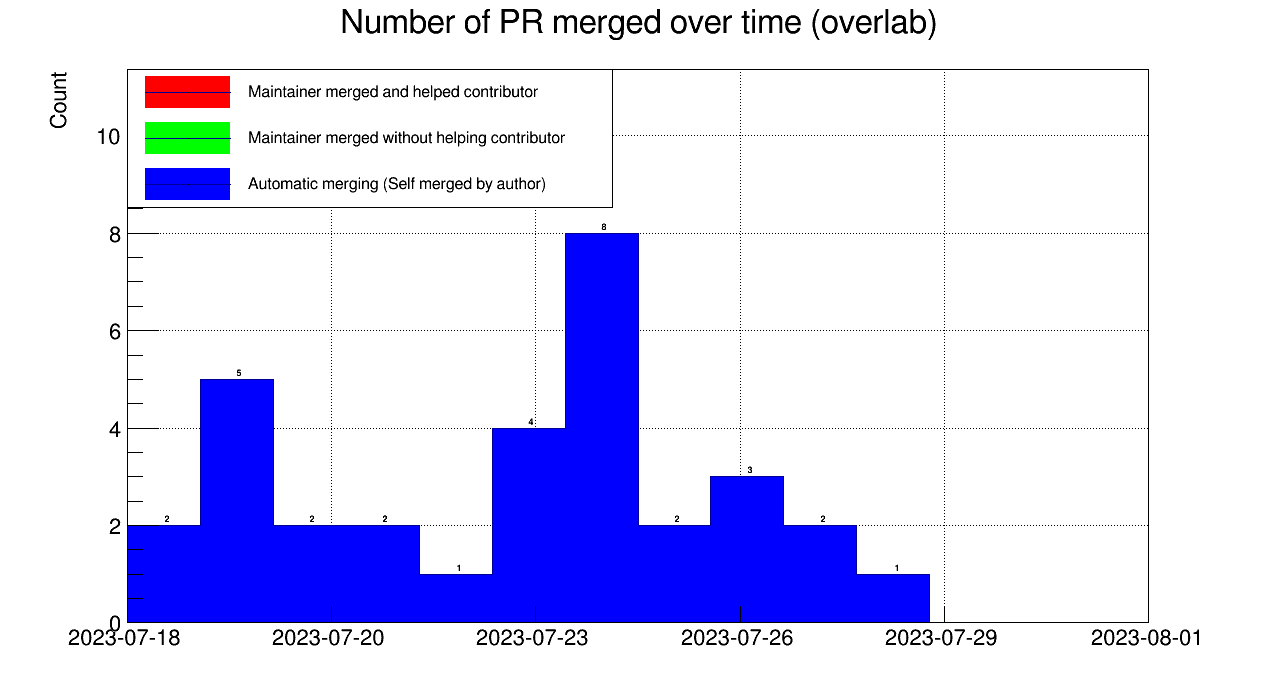 Number of PR merged over time (overlab)
Count
Maintainer merged and helped contributor
Maintainer merged without helping contributor
Automatic merging (Self merged by author)
10
8
6
4
2
0
2
5
2
2
1
4
8
2
3
2
1
2023-07-18 2023-07-20 2023-07-23 2023-07-26 2023-07-29 2023-08-01